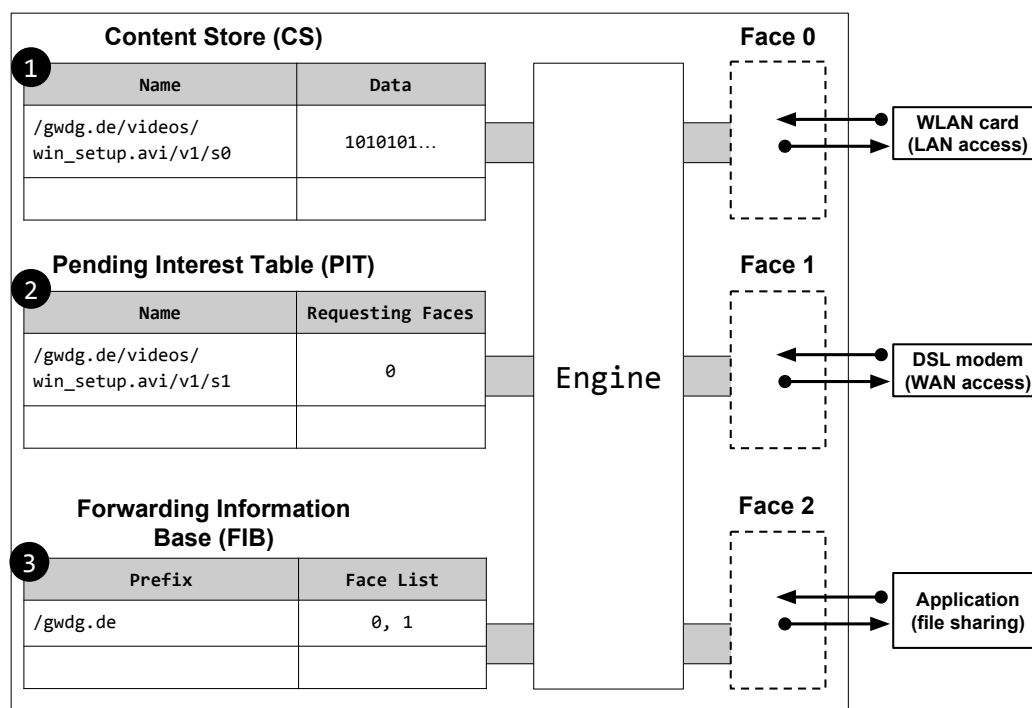 Content Store (CS)
1
Name
Data
/gwdg.de/videos/
win_setup.avi/v1/s0
1010101…
Pending Interest Table (PIT)
2
Name
Requesting Faces
/gwdg.de/videos/
win_setup.avi/v1/s1
0
Forwarding Information
Base (FIB)
3
Prefix
Face List
/gwdg.de
0, 1
Engine
Face 0
WLAN card
(LAN access)
Face 1
DSL modem
(WAN access)
Face 2
Application
(file sharing)